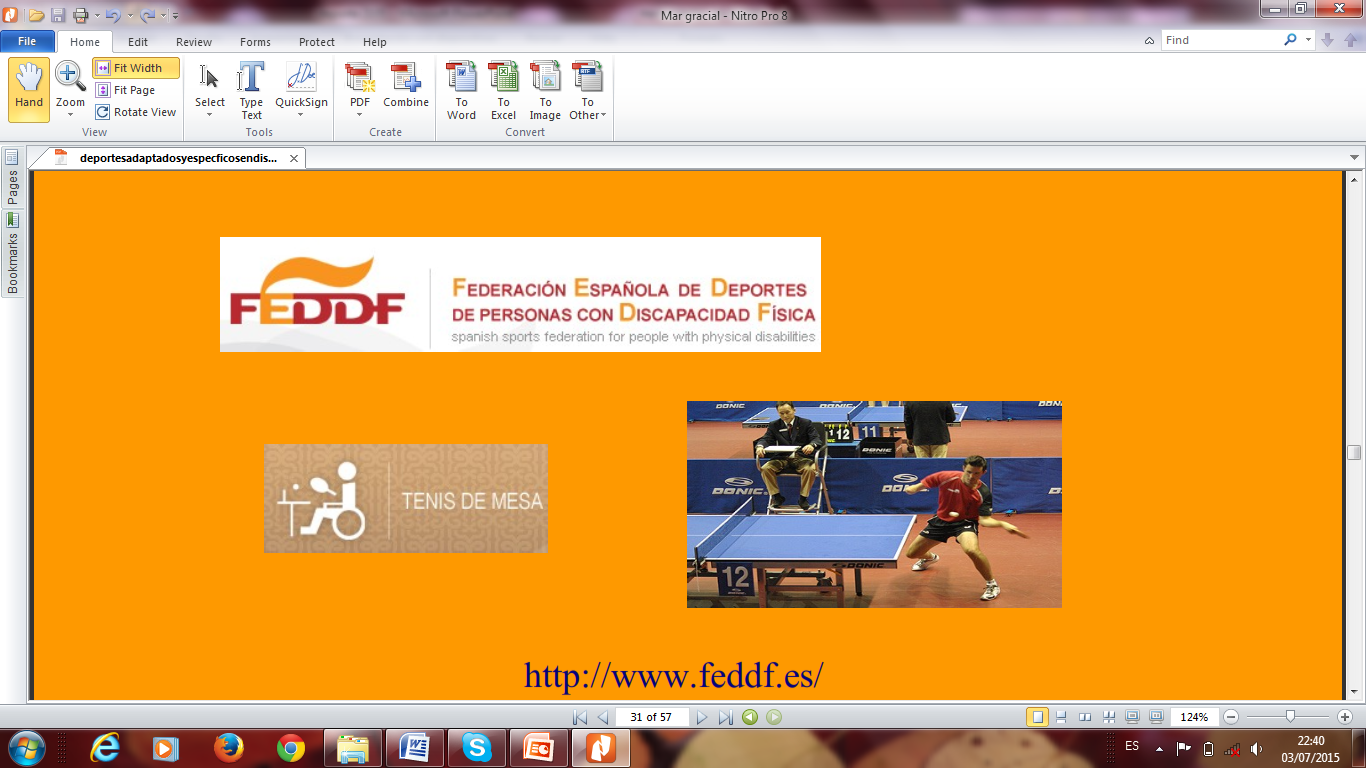 Mar gracial - Nitro Pro 8
File Home Edit Review Forms Protect Help Find
Hand
Zoom
Fit Width
Fit Page
Rotate View
View
Select
Type Text
QuickSign
Tools
PDF
Combine
Create
To Word
To Excel
To Image
To Other
Convert
deportesadaptadosyespecficosendis...
Pages
Bookmarks
FEDDF
FEDERACIÓN ESPAÑOLA DE DEPORTES
DE PERSONAS CON DISCAPACIDAD FÍSICA
spanish sports federation for people with physical disabilities
TENIS DE MESA
DONIC
12 11
DONIC
DONIC
DONIC
DONIC
12
http://www.feddf.es/
31 of 57
124%
ES
22:40
03/07/2015